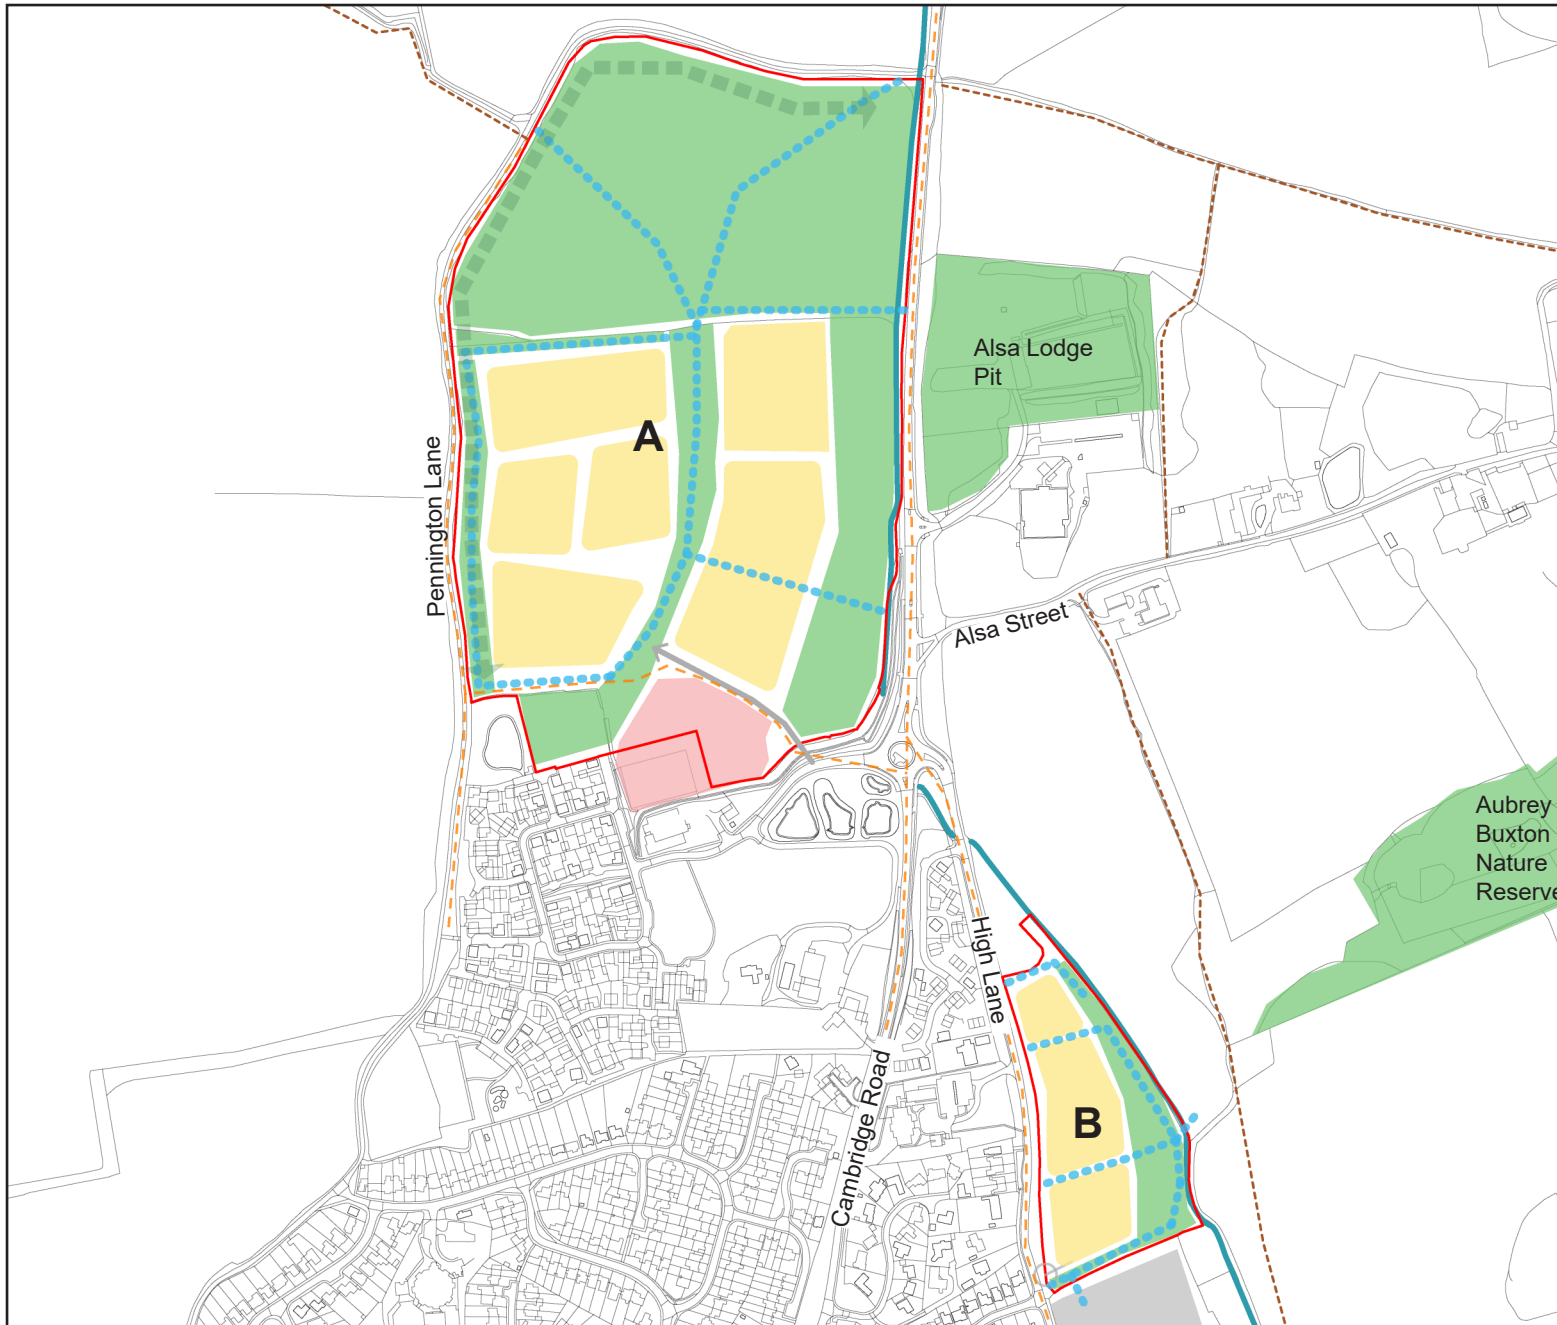 Alsa Lodge
Pit
A
Pennington Lane
Alsa Street
Aubrey
Buxton
Nature
Reserve
High Lane
Cambridge Road
B